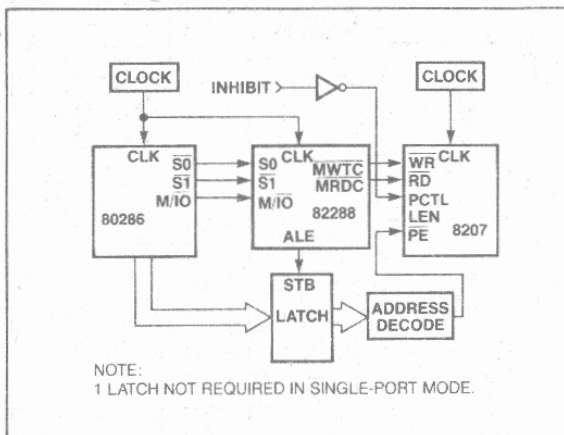 CLOCK
INHIBIT
CLOCK
CLK
S0
S1
M/IO
80286
S0
CLK
S1
M/IO
MWTC
MRDC
82288
ALE
WR
CLK
RD
PCTL
LEN
PE
8207
STB
LATCH
ADDRESS
DECODE
NOTE:
1 LATCH NOT REQUIRED IN SINGLE-PORT MODE.